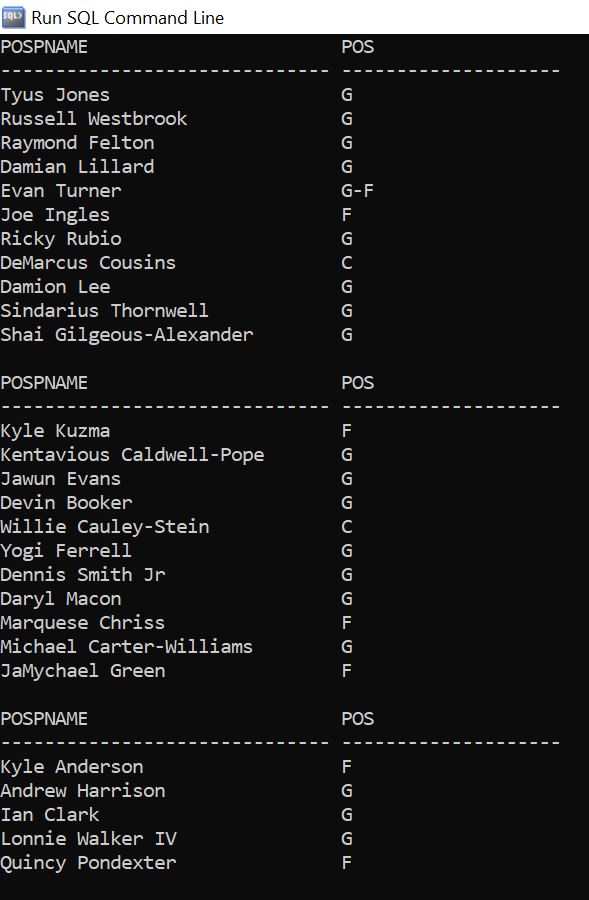 SQL> Run SQL Command Line
POSPNAME                       POS
------------------------------ --------------------
Tyus Jones                     G
Russell Westbrook              G
Raymond Felton                 G
Damian Lillard                 G
Evan Turner                    G-F
Joe Ingles                     F
Ricky Rubio                    G
DeMarcus Cousins               C
Damion Lee                     G
Sindarius Thornwell            G
Shai Gilgeous-Alexander        G
POSPNAME                       POS
------------------------------ --------------------
Kyle Kuzma                     F
Kentavious Caldwell-Pope       G
Jawun Evans                    G
Devin Booker                   G
Willie Cauley-Stein            C
Yogi Ferrell                   G
Dennis Smith Jr                G
Daryl Macon                    G
Marquese Chriss                F
Michael Carter-Williams        G
JaMychael Green                F
POSPNAME                       POS
------------------------------ --------------------
Kyle Anderson                  F
Andrew Harrison                G
Ian Clark                      G
Lonnie Walker IV               G
Quincy Pondexter               F